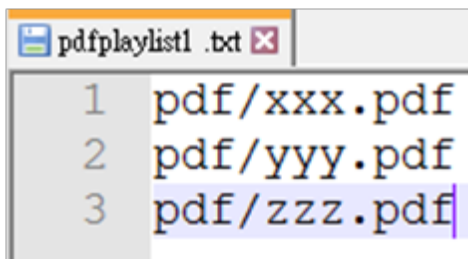 pdfplaylist1 .txt
1 pdf/xxx.pdf
2 pdf/yyy.pdf
3 pdf/zzz.pdf